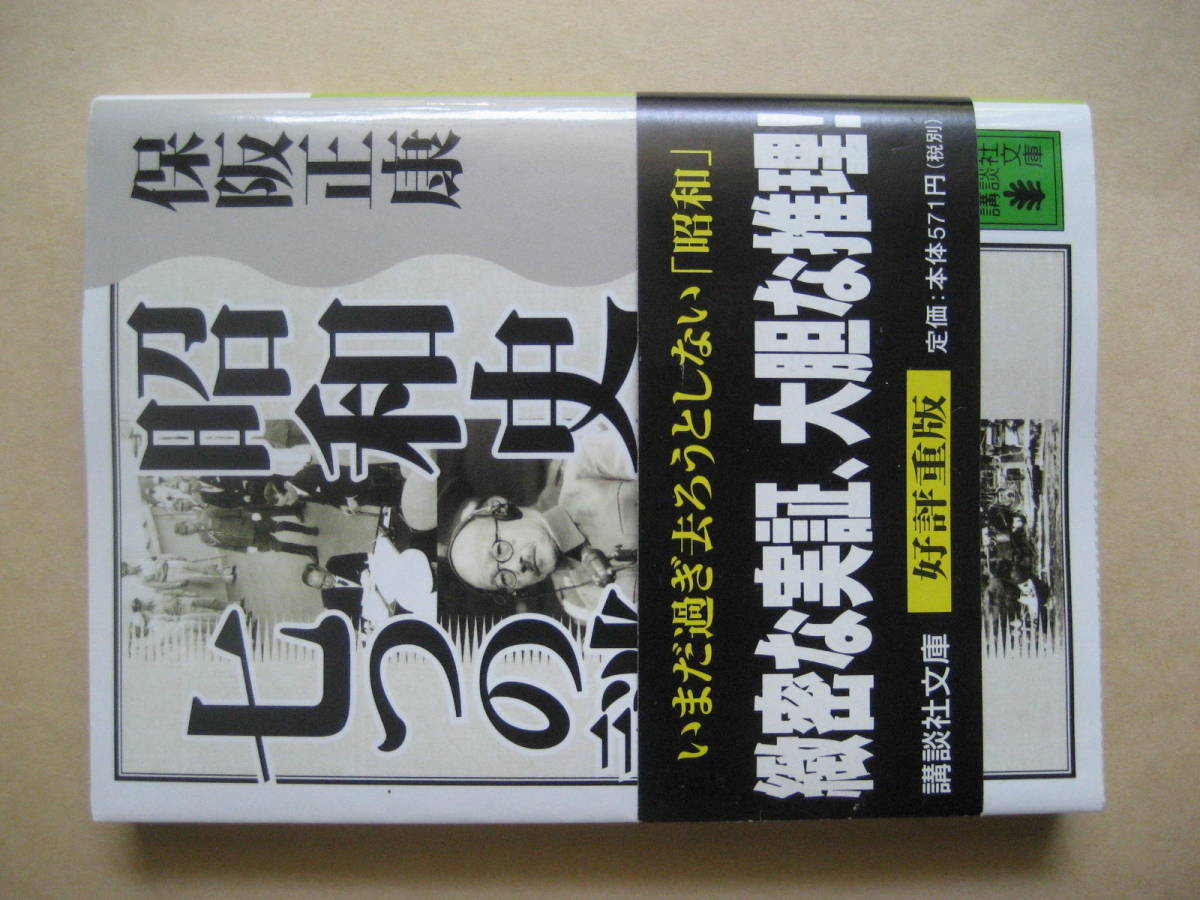 保阪正康
昭和史
七つの
いまだ過ぎ去ろうとしない「昭和」
緻密な実証、大胆な推理!
講談社文庫 好評重版 定価:本体571円(税別)
講談社
文庫